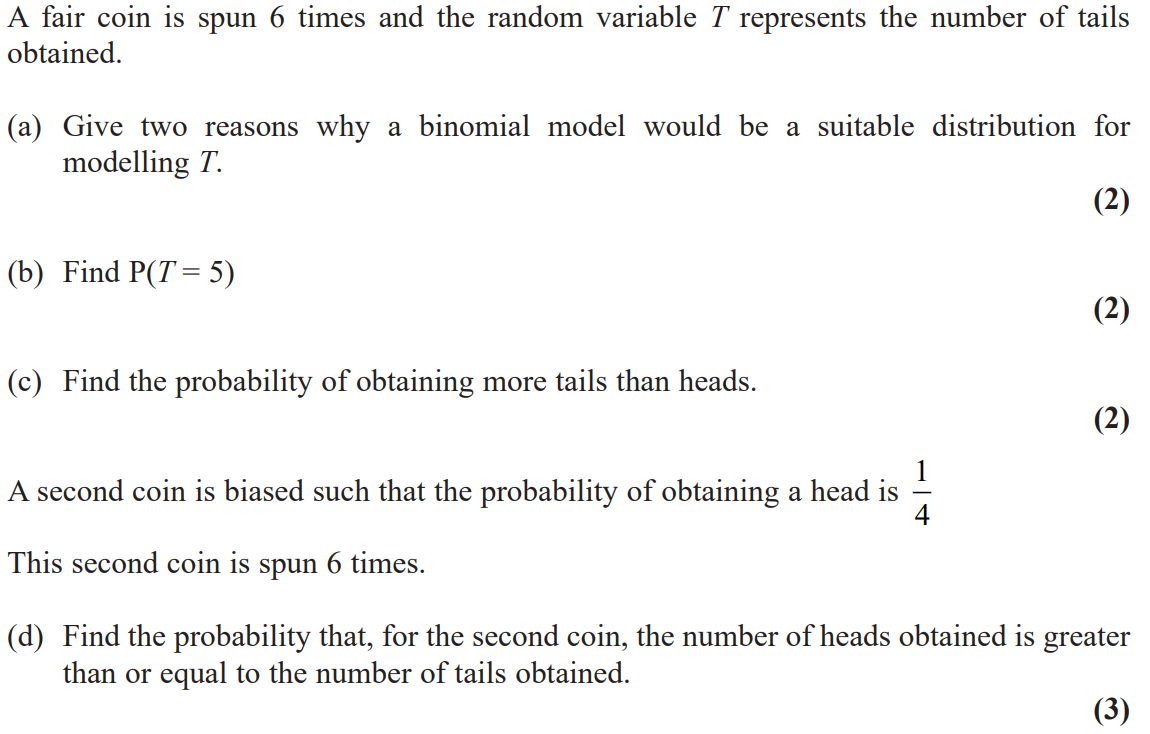 A fair coin is spun 6 times and the random variable T represents the number of tails
obtained.
(a) Give two reasons why a binomial model would be a suitable distribution for
modelling T.
(2)
(b) Find P(T = 5)
(2)
(c) Find the probability of obtaining more tails than heads.
(2)
A second coin is biased such that the probability of obtaining a head is 1/4
This second coin is spun 6 times.
(d) Find the probability that, for the second coin, the number of heads obtained is greater
than or equal to the number of tails obtained.
(3)